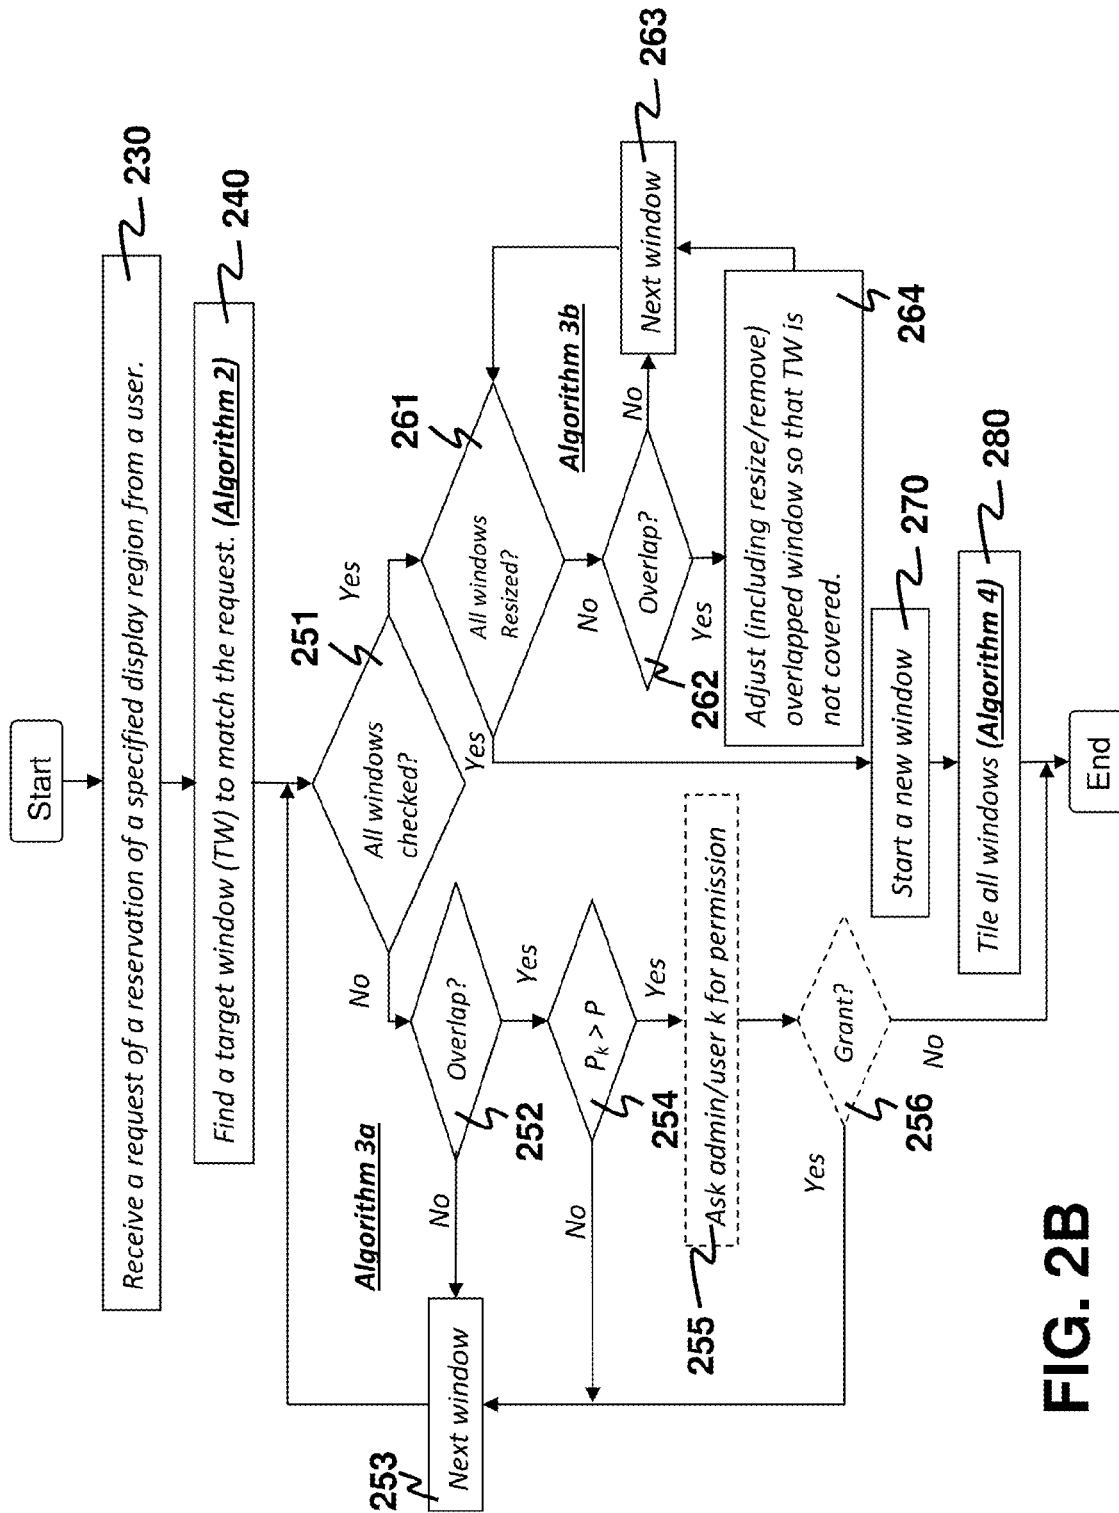 Start
Receive a request of a reservation of a specified display region from a user.
230
Find a target window (TW) to match the request. (Algorithm 2)
240
All windows
checked?
251
Yes
No
Algorithm 3a
Overlap?
252
No
Yes
Next window
253
Pk > P
254
No
Yes
Ask admin/user k for permission
255
Grant?
256
Yes
No
All windows
Resized?
261
Yes
No
Algorithm 3b
Overlap?
262
No
Yes
Next window
263
Adjust (including resize/remove)
overlapped window so that TW is
not covered.
264
Start a new window
270
Tile all windows (Algorithm 4)
280
End
FIG. 2B